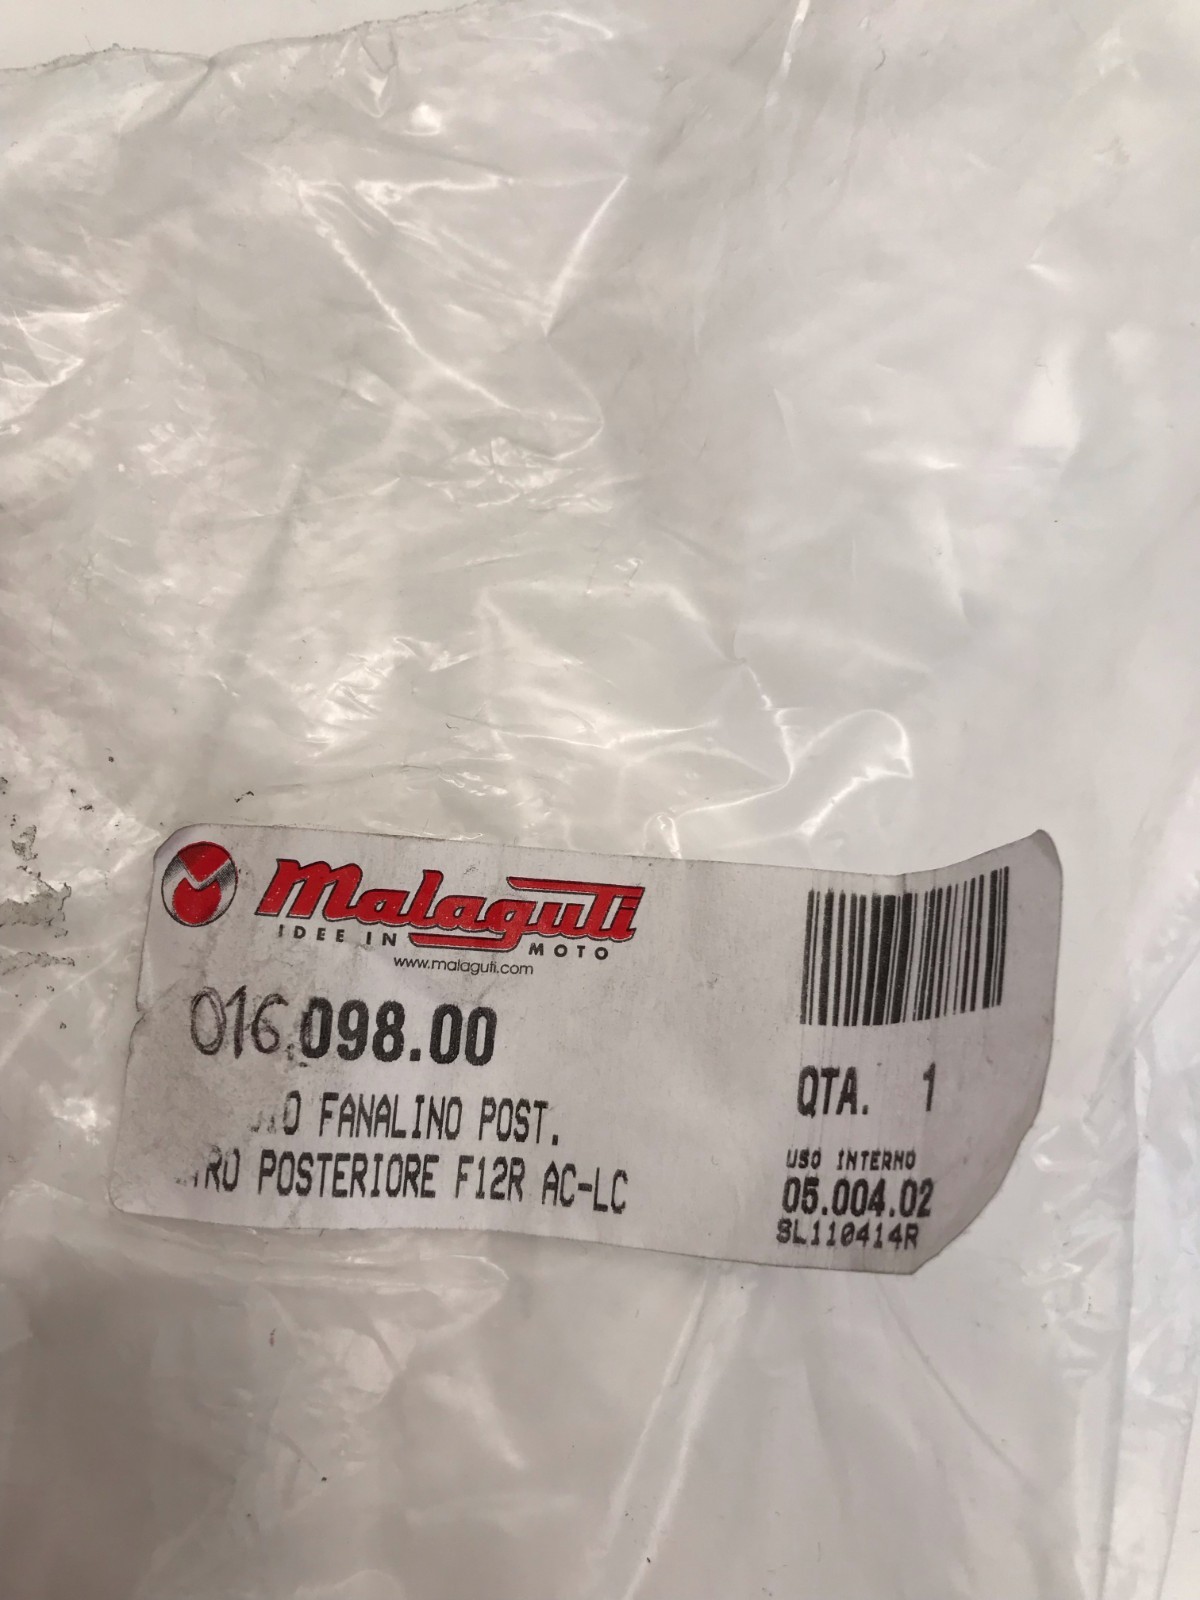 Malaguti
IDEE IN MOTO
www.malaguti.com
016.098.00
FANALINO POST.
POSTERIORE F12R AC-LC
QTA. 1
USO INTERNO
05.004.02
SL110414R